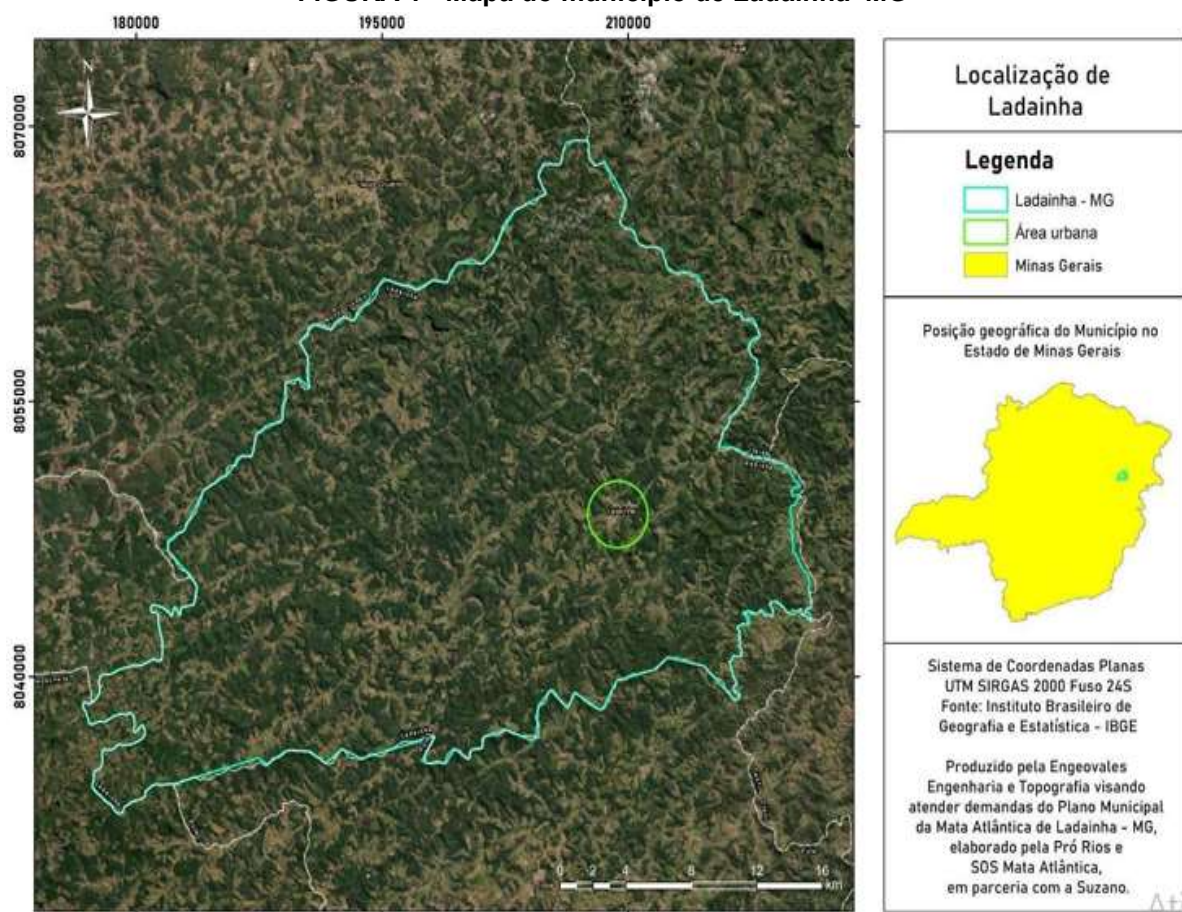 180000
195000
210000
8070000
8055000
8040000
N
Ladainha
Ladainha
Ladainha
0 2 4 8 12 16
km
Localização de
Ladainha
Legenda
Ladainha - MG
Área urbana
Minas Gerais
Posição geográfica do Município no
Estado de Minas Gerais
Sistema de Coordenadas Planas
UTM SIRGAS 2000 Fuso 24S
Fonte: Instituto Brasileiro de
Geografia e Estatística - IBGE
Produzido pela Engeovales
Engenharia e Topografia visando
atender demandas do Plano Municipal
da Mata Atlântica de Ladainha - MG,
elaborado pela Pró Rios e
SOS Mata Atlântica,
em parceria com a Suzano.